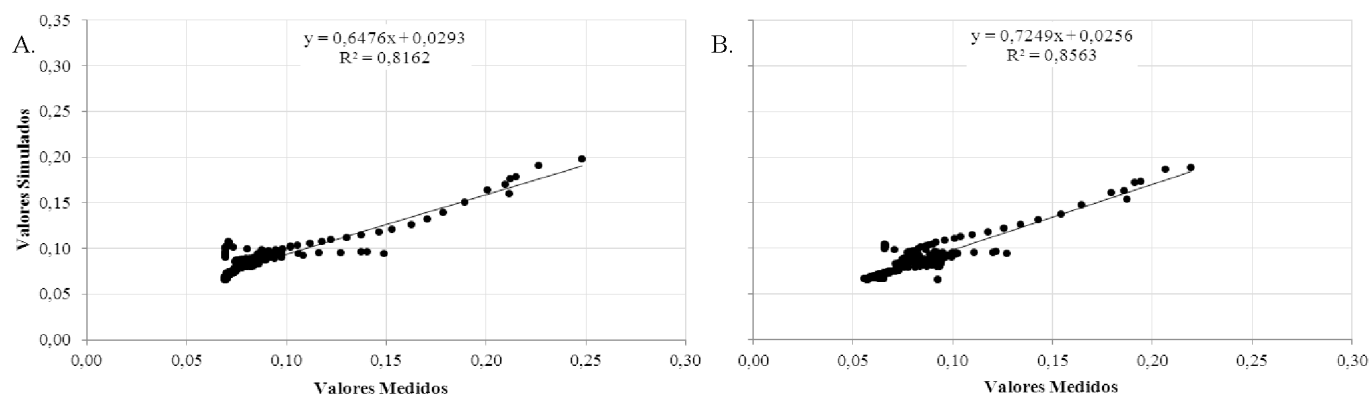 A.
y = 0,6476x + 0,0293
R² = 0,8162
Valores Simulados
0,35
0,30
0,25
0,20
0,15
0,10
0,05
0,00
0,00 0,05 0,10 0,15 0,20 0,25 0,30
Valores Medidos
B.
y = 0,7249x + 0,0256
R² = 0,8563
0,00 0,05 0,10 0,15 0,20 0,25 0,30
Valores Medidos